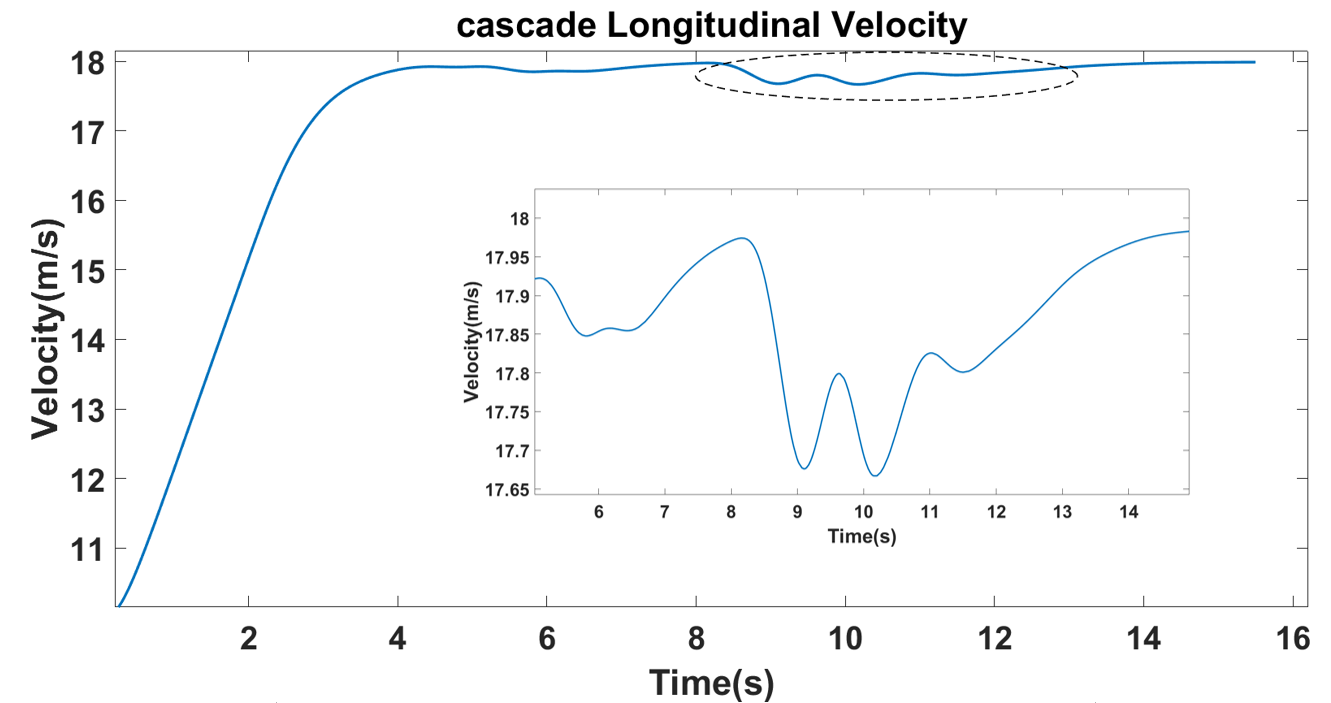 cascade Longitudinal Velocity
18
17
16
15
14
13
12
11
Velocity(m/s)
2 4 6 8 10 12 14 16
Time(s)
18
17.95
17.9
17.85
17.8
17.75
17.7
17.65
Velocity(m/s)
6 7 8 9 10 11 12 13 14
Time(s)